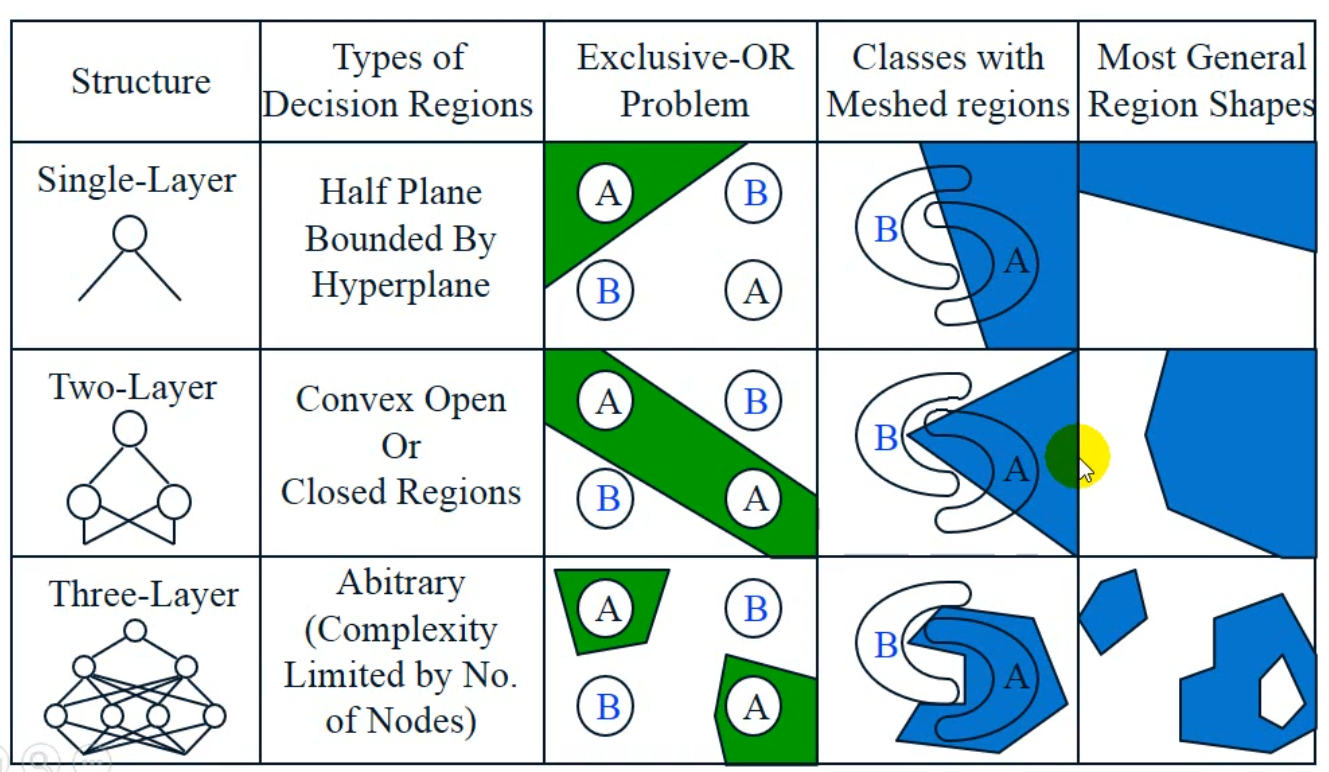 Structure
Types of
Decision Regions
Exclusive-OR
Problem
Classes with
Meshed regions
Most General
Region Shapes
Single-Layer
Half Plane
Bounded By
Hyperplane
A
B
B
A
B
A
Two-Layer
Convex Open
Or
Closed Regions
A
B
B
A
B
A
Three-Layer
Abitrary
(Complexity
Limited by No.
of Nodes)
A
B
B
A
B
A